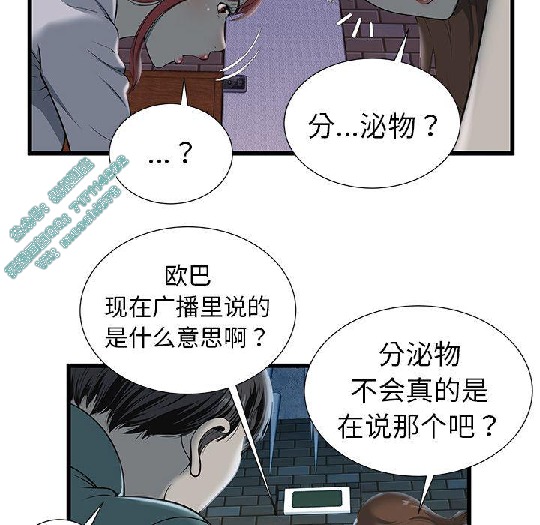 分...泌物？
...？
欧巴
现在广播里说的
是什么意思啊？
分泌物
不会真的是
在说那个吧？